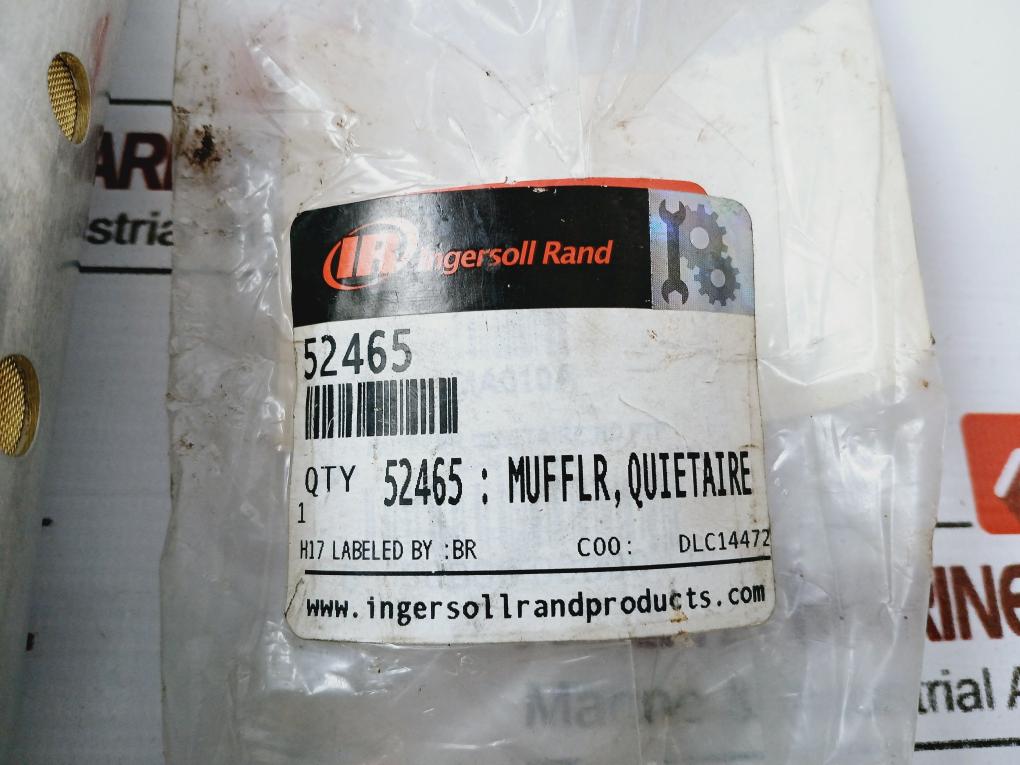 IR Ingersoll Rand
52465
QTY 52465 : MUFFLR,QUIETAIRE
1
H17 LABELED BY :BR COO: DLC14472
www.ingersollrandproducts.com